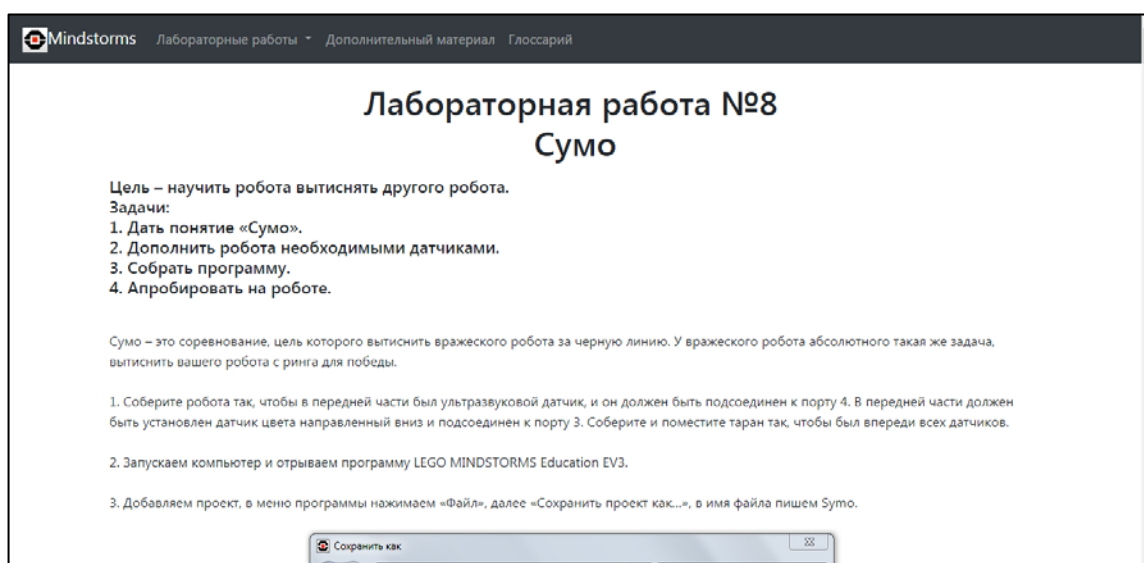 Mindstorms Лабораторные работы Дополнительный материал Глоссарий
Лабораторная работа №8
Сумо
Цель – научить робота вытиснять другого робота.
Задачи:
1. Дать понятие «Сумо».
2. Дополнить робота необходимыми датчиками.
3. Собрать программу.
4. Апробировать на роботе.
Сумо – это соревнование, цель которого вытиснить вражеского робота за черную линию. У вражеского робота абсолютного такая же задача,
вытиснить вашего робота с ринга для победы.
1. Соберите робота так, чтобы в передней части был ультразвуковой датчик, и он должен быть подсоединен к порту 4. В передней части должен
быть установлен датчик цвета направленный вниз и подсоединен к порту 3. Соберите и поместите таран так, чтобы был впереди всех датчиков.
2. Запускаем компьютер и отрываем программу LEGO MINDSTORMS Education EV3.
3. Добавляем проект, в меню программы нажимаем «Файл», далее «Сохранить проект как...», в имя файла пишем Symo.
Сохранить как